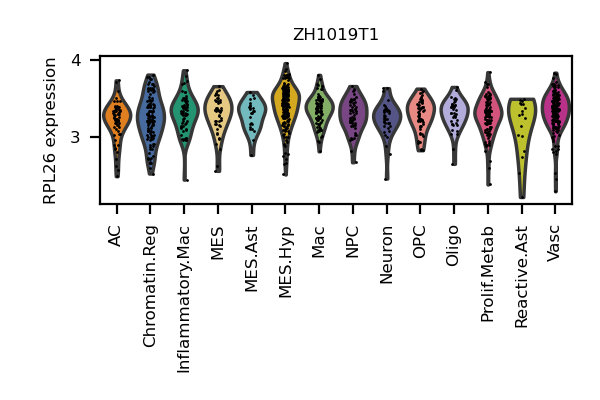 ZH1019T1
RPL26 expression
4
3
AC
Chromatin.Reg
Inflammatory.Mac
MES
MES.Ast
MES.Hyp
Mac
NPC
Neuron
OPC
Oligo
Prolif.Metab
Reactive.Ast
Vasc